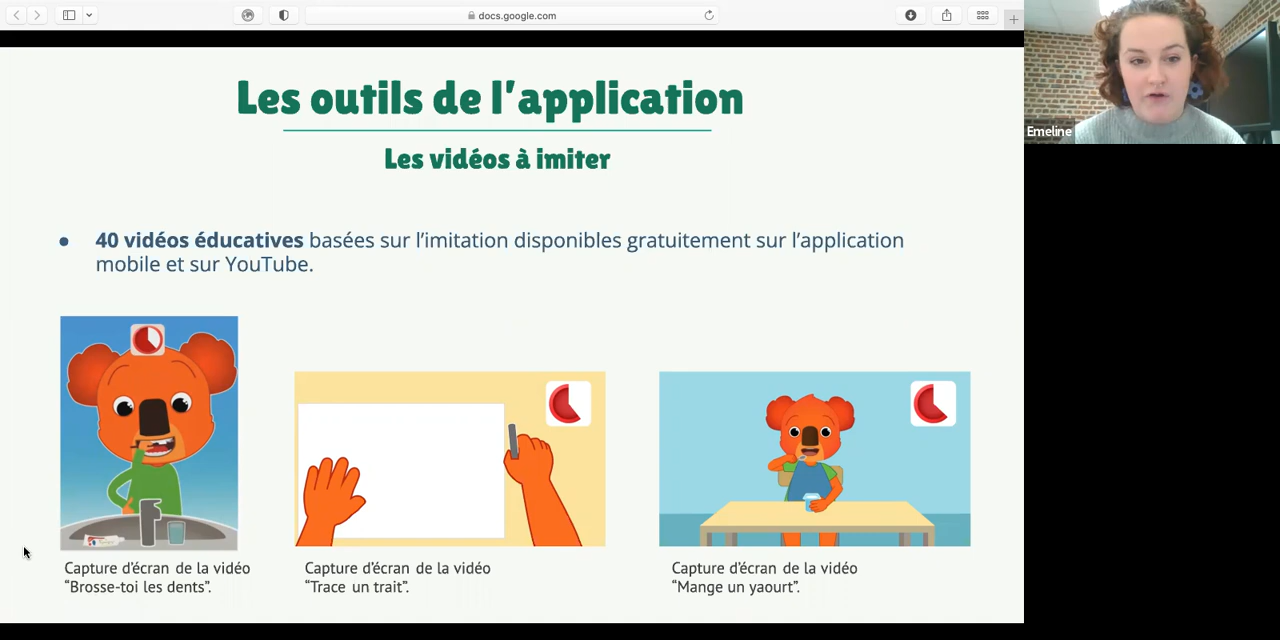 docs.google.com
Emeline
Les outils de l'application
Les vidéos à imiter
● 40 vidéos éducatives basées sur l'imitation disponibles gratuitement sur l'application
mobile et sur YouTube.
Capture d'écran de la vidéo
“Brosse-toi les dents”.
Capture d'écran de la vidéo
“Trace un trait”.
Capture d'écran de la vidéo
“Mange un yaourt”.